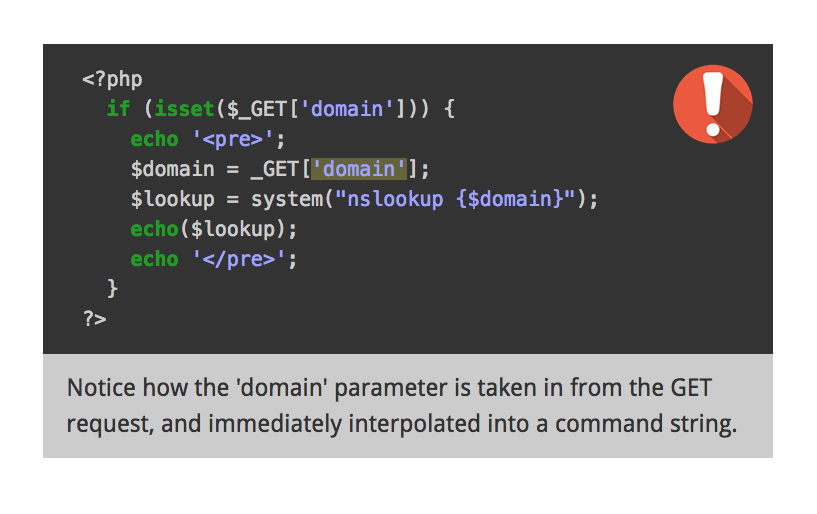 <?php
  if (isset($_GET['domain'])) {
    echo '<pre>';
    $domain = _GET['domain'];
    $lookup = system("nslookup {$domain}");
    echo($lookup);
    echo '</pre>';
  }
?>
Notice how the 'domain' parameter is taken in from the GET
request, and immediately interpolated into a command string.